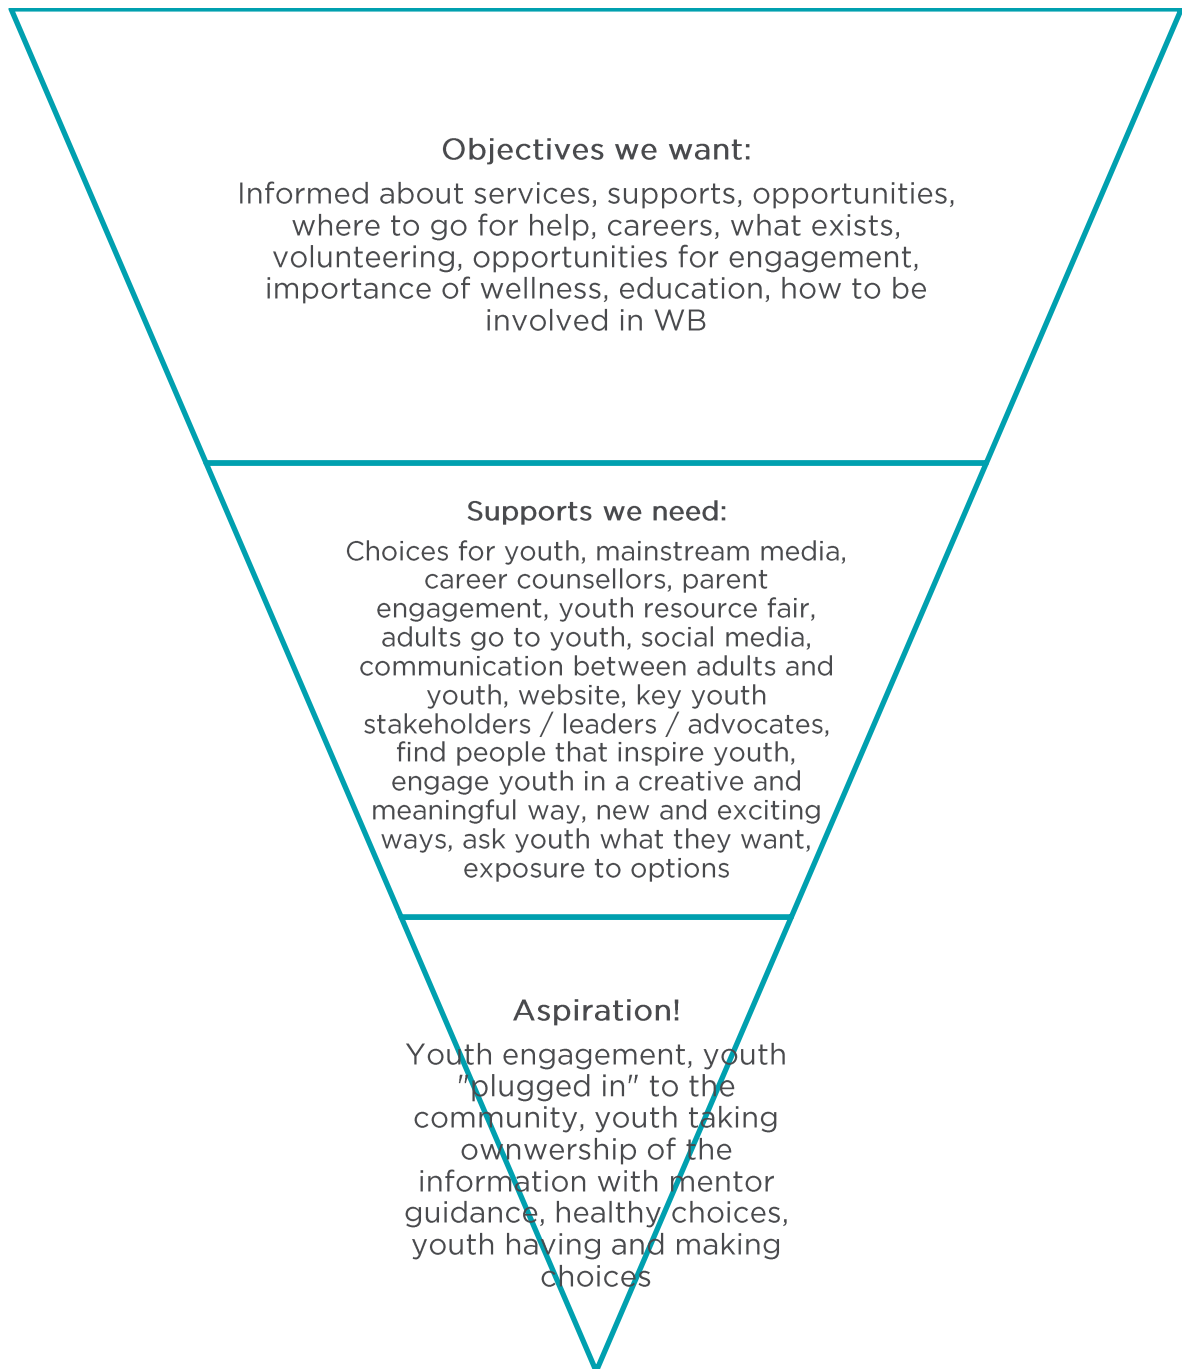 Objectives we want:
Informed about services, supports, opportunities,
where to go for help, careers, what exists,
volunteering, opportunities for engagement,
importance of wellness, education, how to be
involved in WB
Supports we need:
Choices for youth, mainstream media,
career counsellors, parent
engagement, youth resource fair,
adults go to youth, social media,
communication between adults and
youth, website, key youth
stakeholders / leaders / advocates,
find people that inspire youth,
engage youth in a creative and
meaningful way, new and exciting
ways, ask youth what they want,
exposure to options
Aspiration!
Youth engagement, youth
"plugged in" to the
community, youth taking
ownwership of the
information with mentor
guidance, healthy choices,
youth having and making
choices